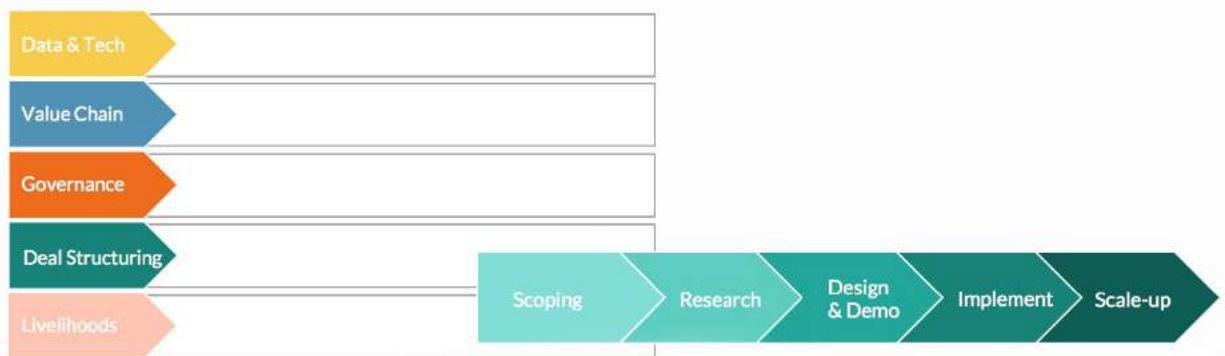 Data & Tech
Value Chain
Governance
Deal Structuring
Livelihoods
Scoping
Research
Design
& Demo
Implement
Scale-up